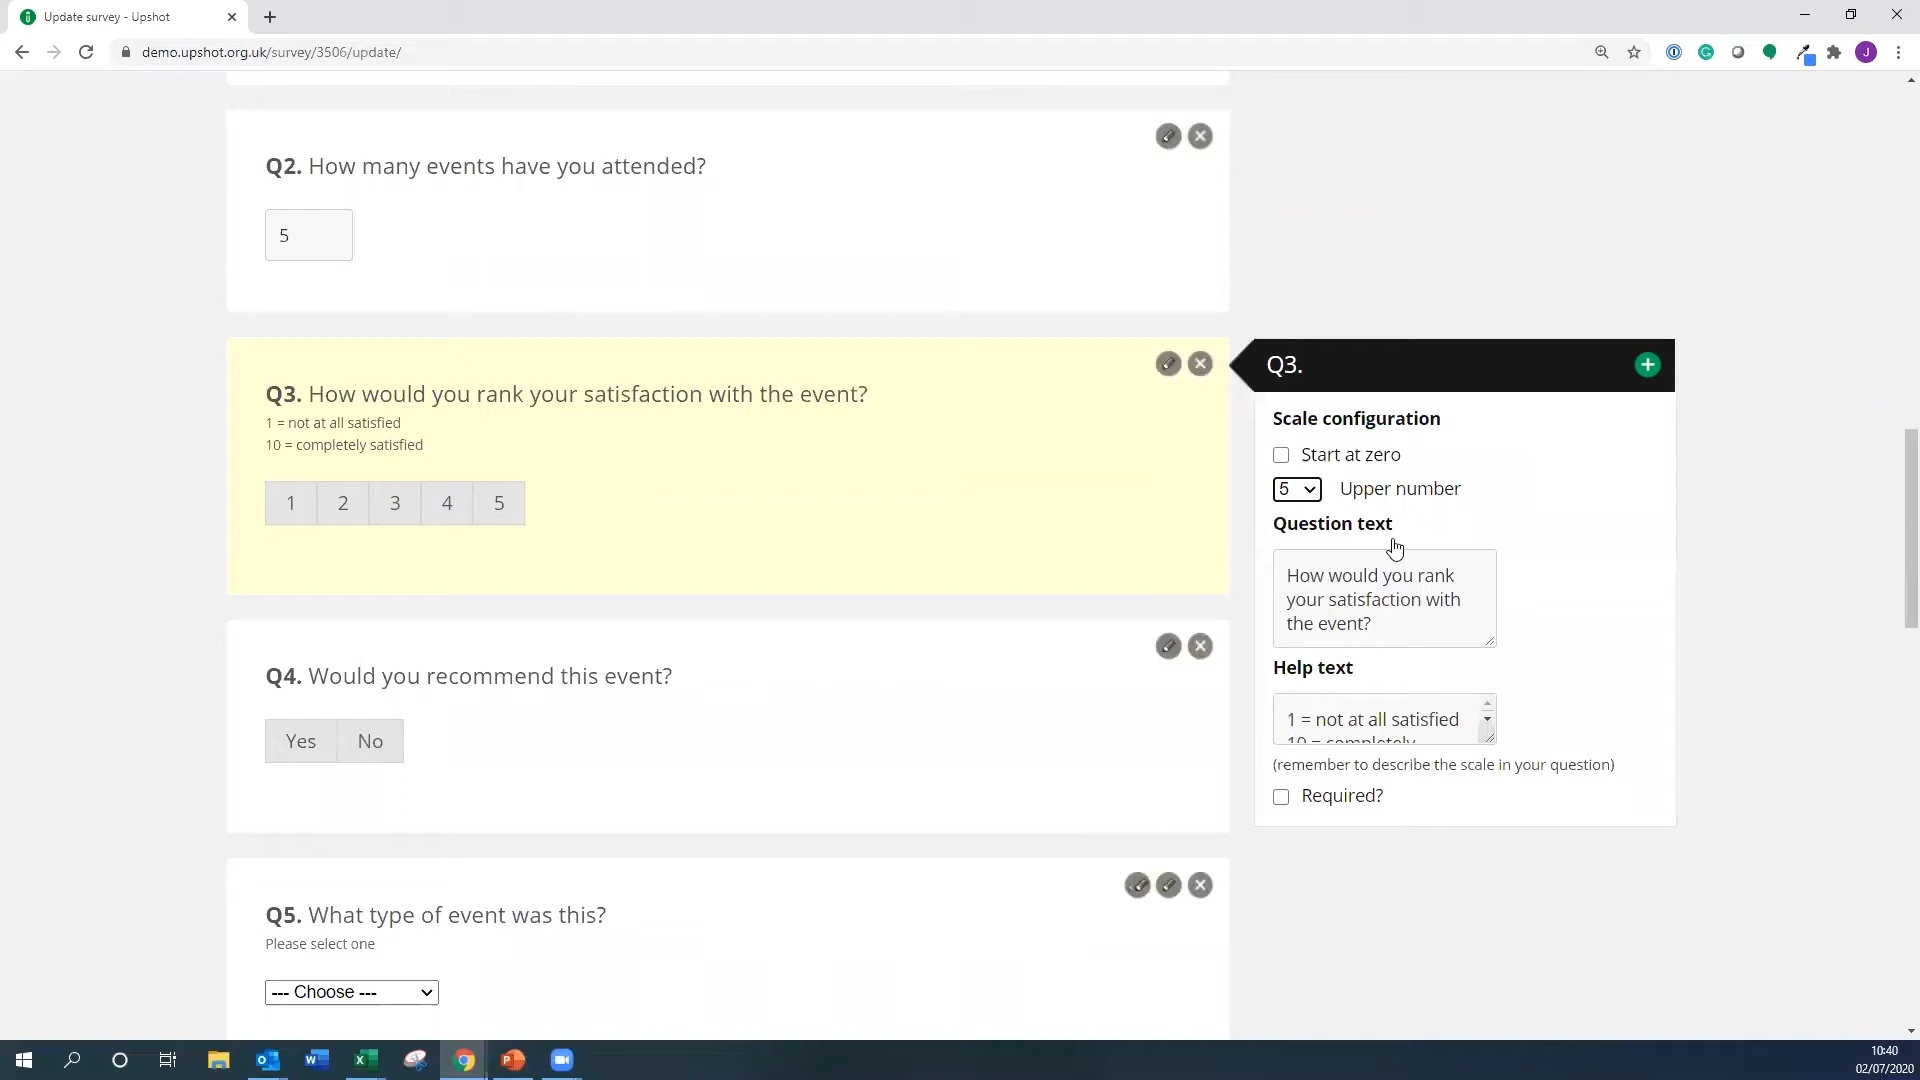 Update survey - Upshot
demo.upshot.org.uk/survey/3506/update/
J
Q2. How many events have you attended?
5
Q3. How would you rank your satisfaction with the event?
1 = not at all satisfied
10 = completely satisfied
1 2 3 4 5
Q3.
Scale configuration
Start at zero
5 Upper number
Question text
How would you rank
your satisfaction with
the event?
Help text
1 = not at all satisfied
10 = completely
(remember to describe the scale in your question)
Required?
Q4. Would you recommend this event?
Yes No
Q5. What type of event was this?
Please select one
--- Choose ---
10:40
02/07/2020